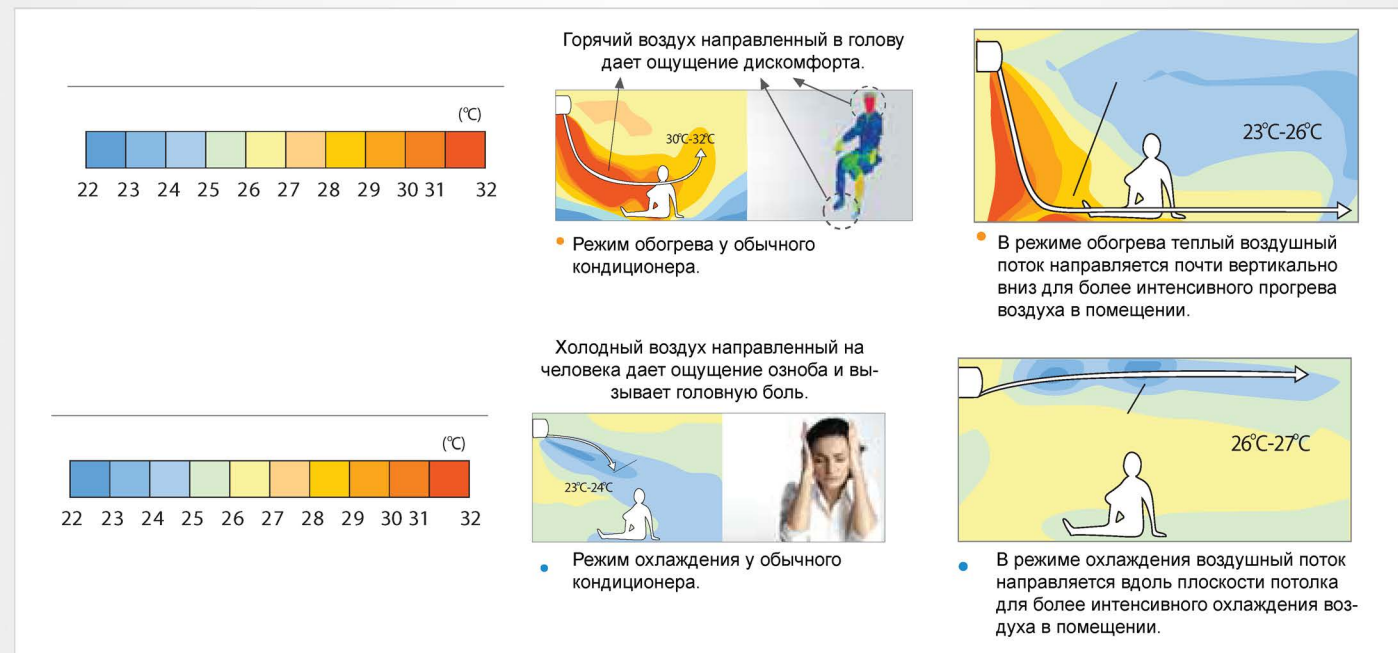 Горячий воздух направленный в голову
дает ощущение дискомфорта.
(°C)
22 23 24 25 26 27 28 29 30 31 32
30°C-32°C
Режим обогрева у обычного
кондиционера.
23°C-26°C
В режиме обогрева теплый воздушный
поток направляется почти вертикально
вниз для более интенсивного прогрева
воздуха в помещении.
Холодный воздух направленный на
человека дает ощущение озноба и вы-
зывает головную боль.
(°C)
22 23 24 25 26 27 28 29 30 31 32
23°C-24°C
Режим охлаждения у обычного
кондиционера.
26°C-27°C
В режиме охлаждения воздушный поток
направляется вдоль плоскости потолка
для более интенсивного охлаждения воз-
духа в помещении.